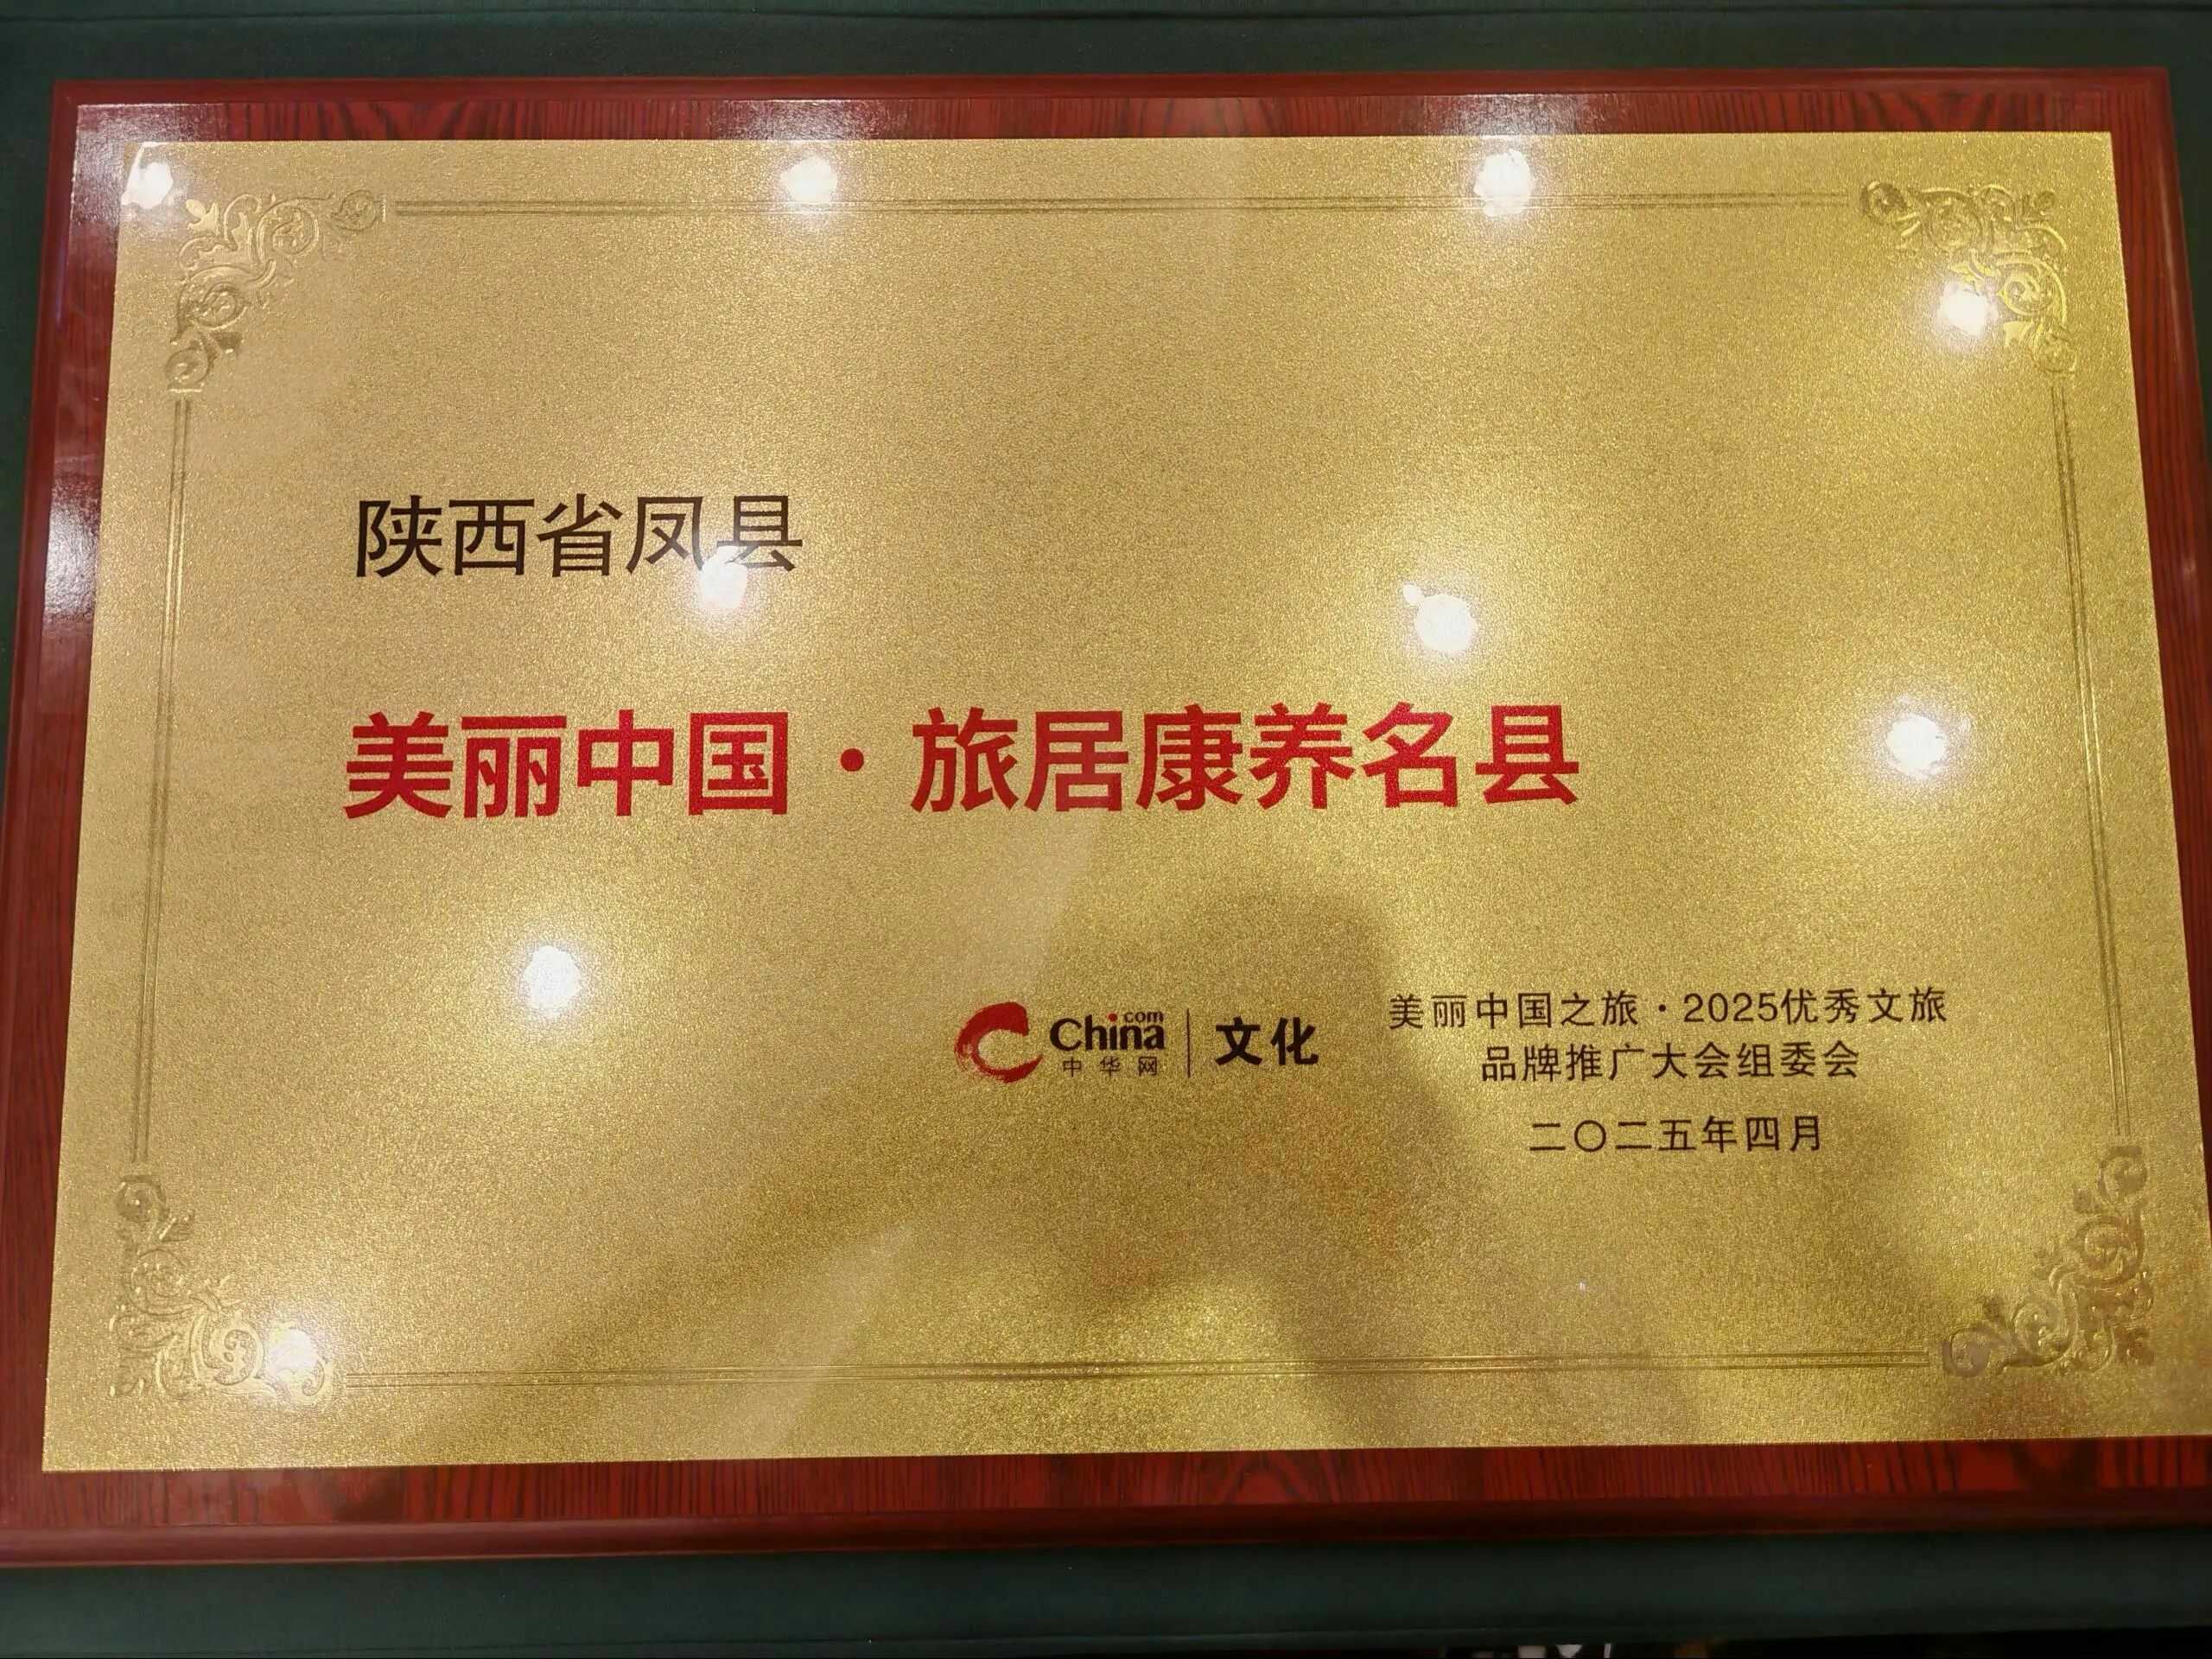 陕西省凤县
美丽中国·旅居康养名县
China.com
中华网
文化
美丽中国之旅·2025优秀文旅
品牌推广大会组委会
二〇二五年四月